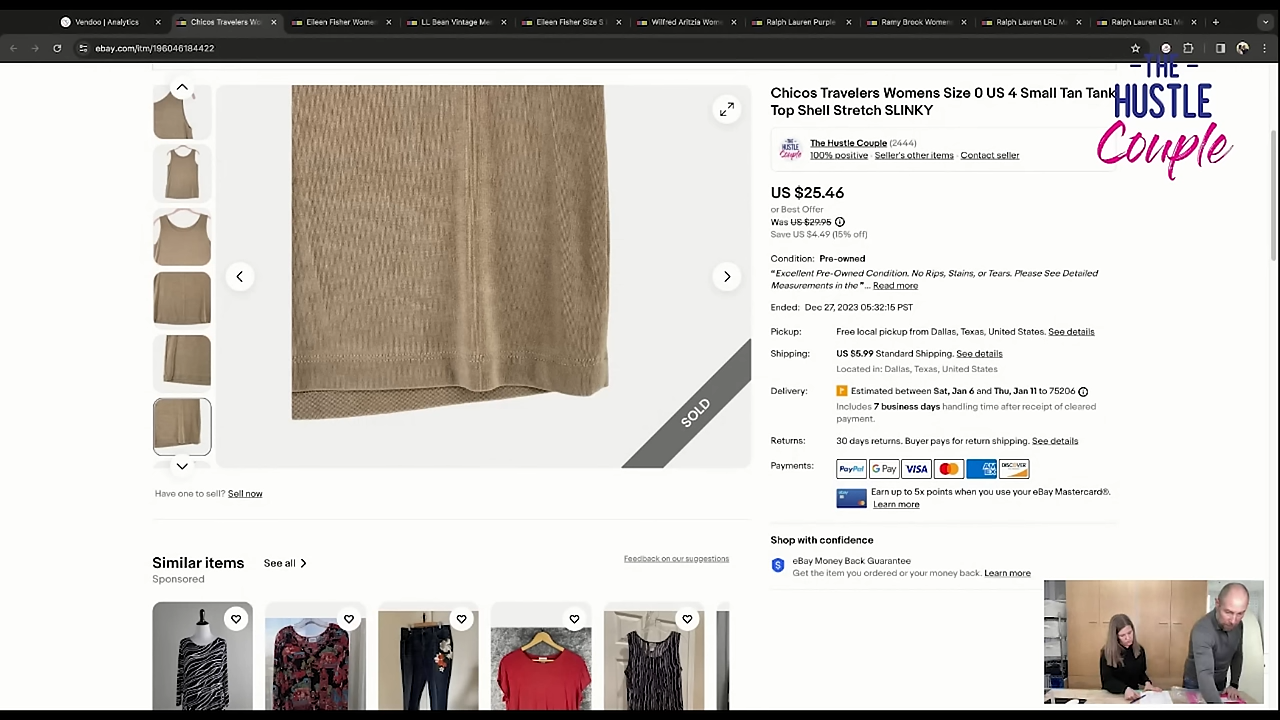 Vendoo | Analytics
Chicos Travelers Wo
Eileen Fisher Wome
LL Bean Vintage Me
Eileen Fisher Size S
Wilfred Aritzia Wom
Ralph Lauren Purple
Ramy Brook Women
Ralph Lauren LRL M
Ralph Lauren LRL M
ebay.com/itm/196046184422
THE
HUSTLE
Couple
Chicos Travelers Womens Size 0 US 4 Small Tan Tank
Top Shell Stretch SLINKY
The Hustle Couple (2444)
100% positive · Seller's other items · Contact seller
US $25.46
or Best Offer
Was US $29.95
Save US $4.49 (15% off)
Condition: Pre-owned
“Excellent Pre-Owned Condition. No Rips, Stains, or Tears. Please See Detailed
Measurements in the ” ... Read more
Ended: Dec 27, 2023 05:32:15 PST
Pickup: Free local pickup from Dallas, Texas, United States. See details
Shipping: US $5.99 Standard Shipping. See details
Located in: Dallas, Texas, United States
Delivery: Estimated between Sat, Jan 6 and Thu, Jan 11 to 75206
Includes 7 business days handling time after receipt of cleared
payment.
Returns: 30 days returns. Buyer pays for return shipping. See details
Payments: PayPal G Pay VISA mastercard AM EX DISCOVER
Earn up to 5x points when you use your eBay Mastercard®.
Learn more
Shop with confidence
eBay Money Back Guarantee
Get the item you ordered or your money back. Learn more
SOLD
Have one to sell? Sell now
Similar items See all
Feedback on our suggestions
Sponsored